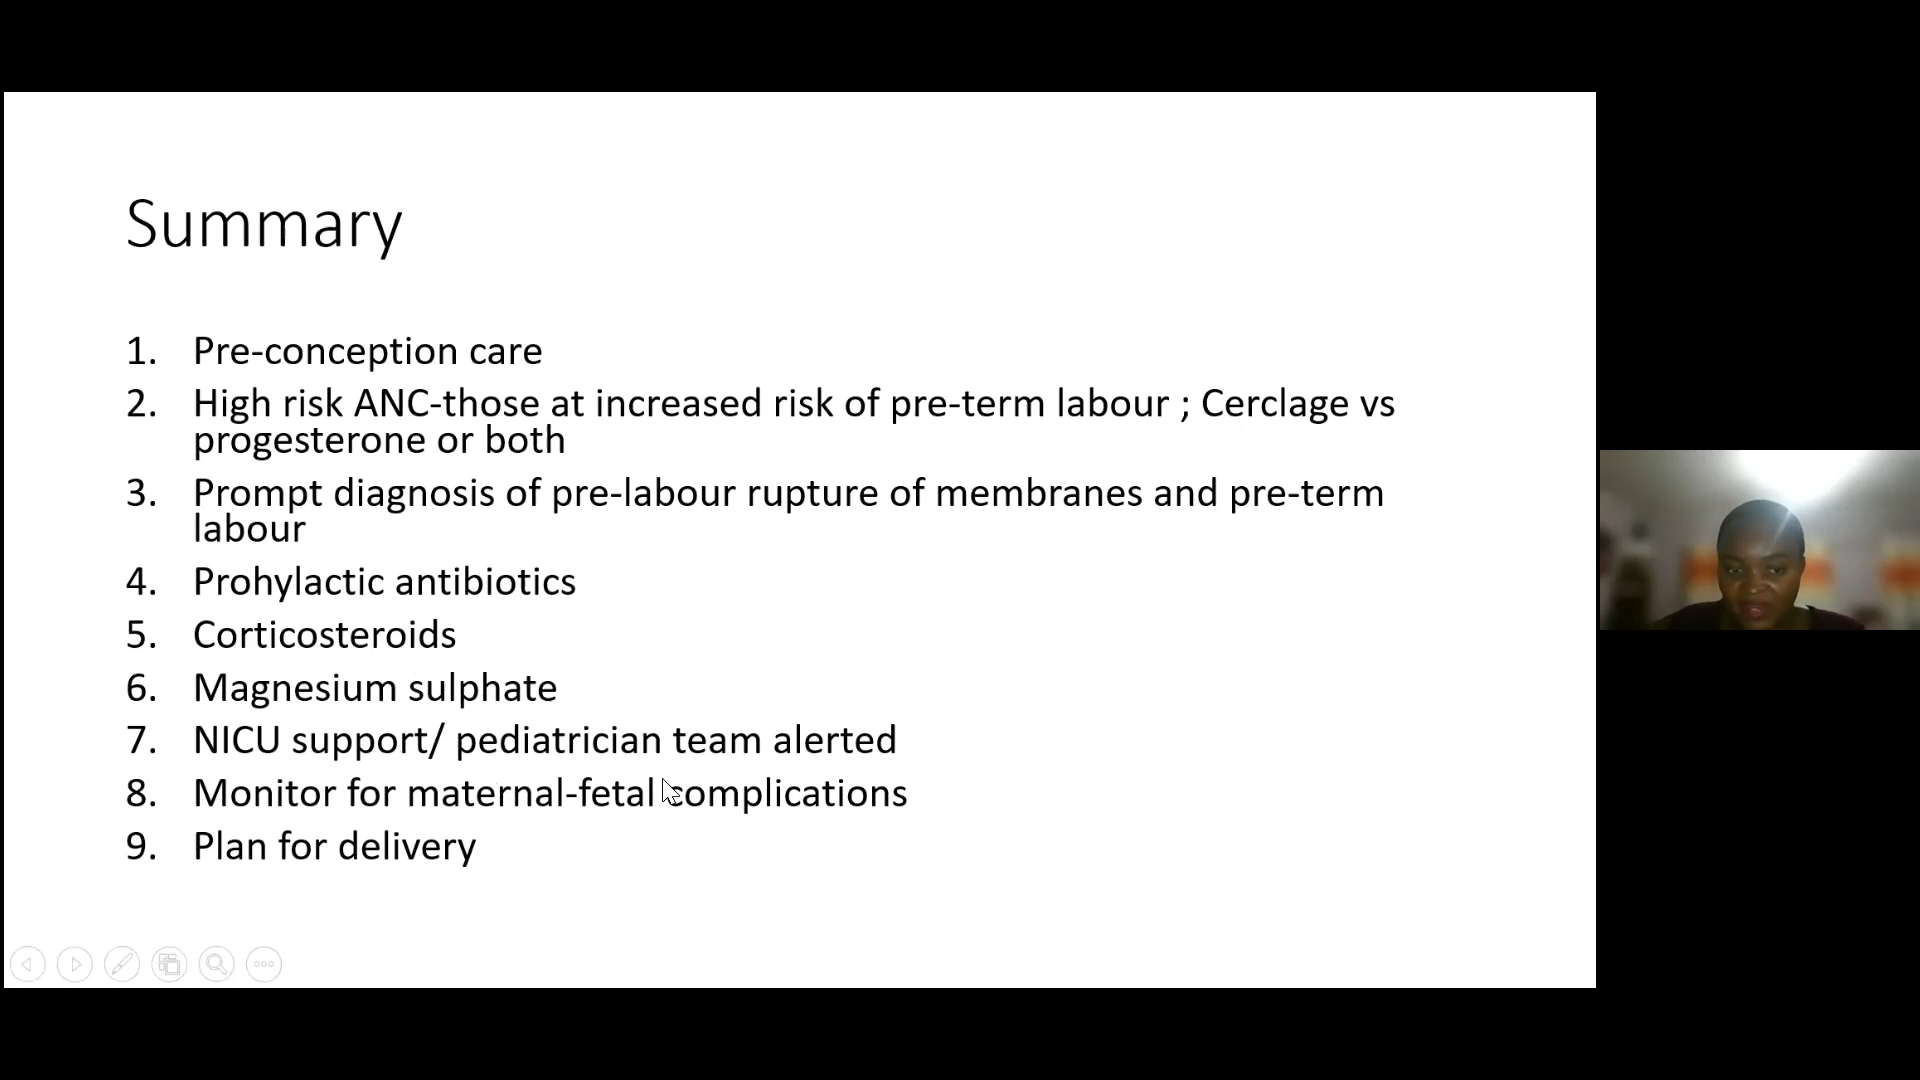 Summary
1. Pre-conception care
2. High risk ANC-those at increased risk of pre-term labour ; Cerclage vs
progesterone or both
3. Prompt diagnosis of pre-labour rupture of membranes and pre-term
labour
4. Prohylactic antibiotics
5. Corticosteroids
6. Magnesium sulphate
7. NICU support/ pediatrician team alerted
8. Monitor for maternal-fetal complications
9. Plan for delivery